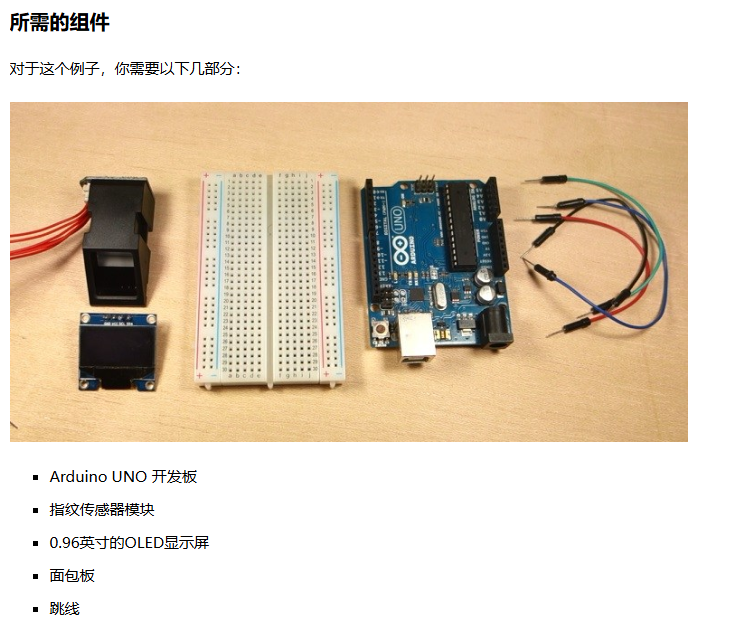 所需的组件
对于这个例子，你需要以下几部分：
UNO
ARDUINO
Arduino UNO 开发板
指纹传感器模块
0.96英寸的OLED显示屏
面包板
跳线